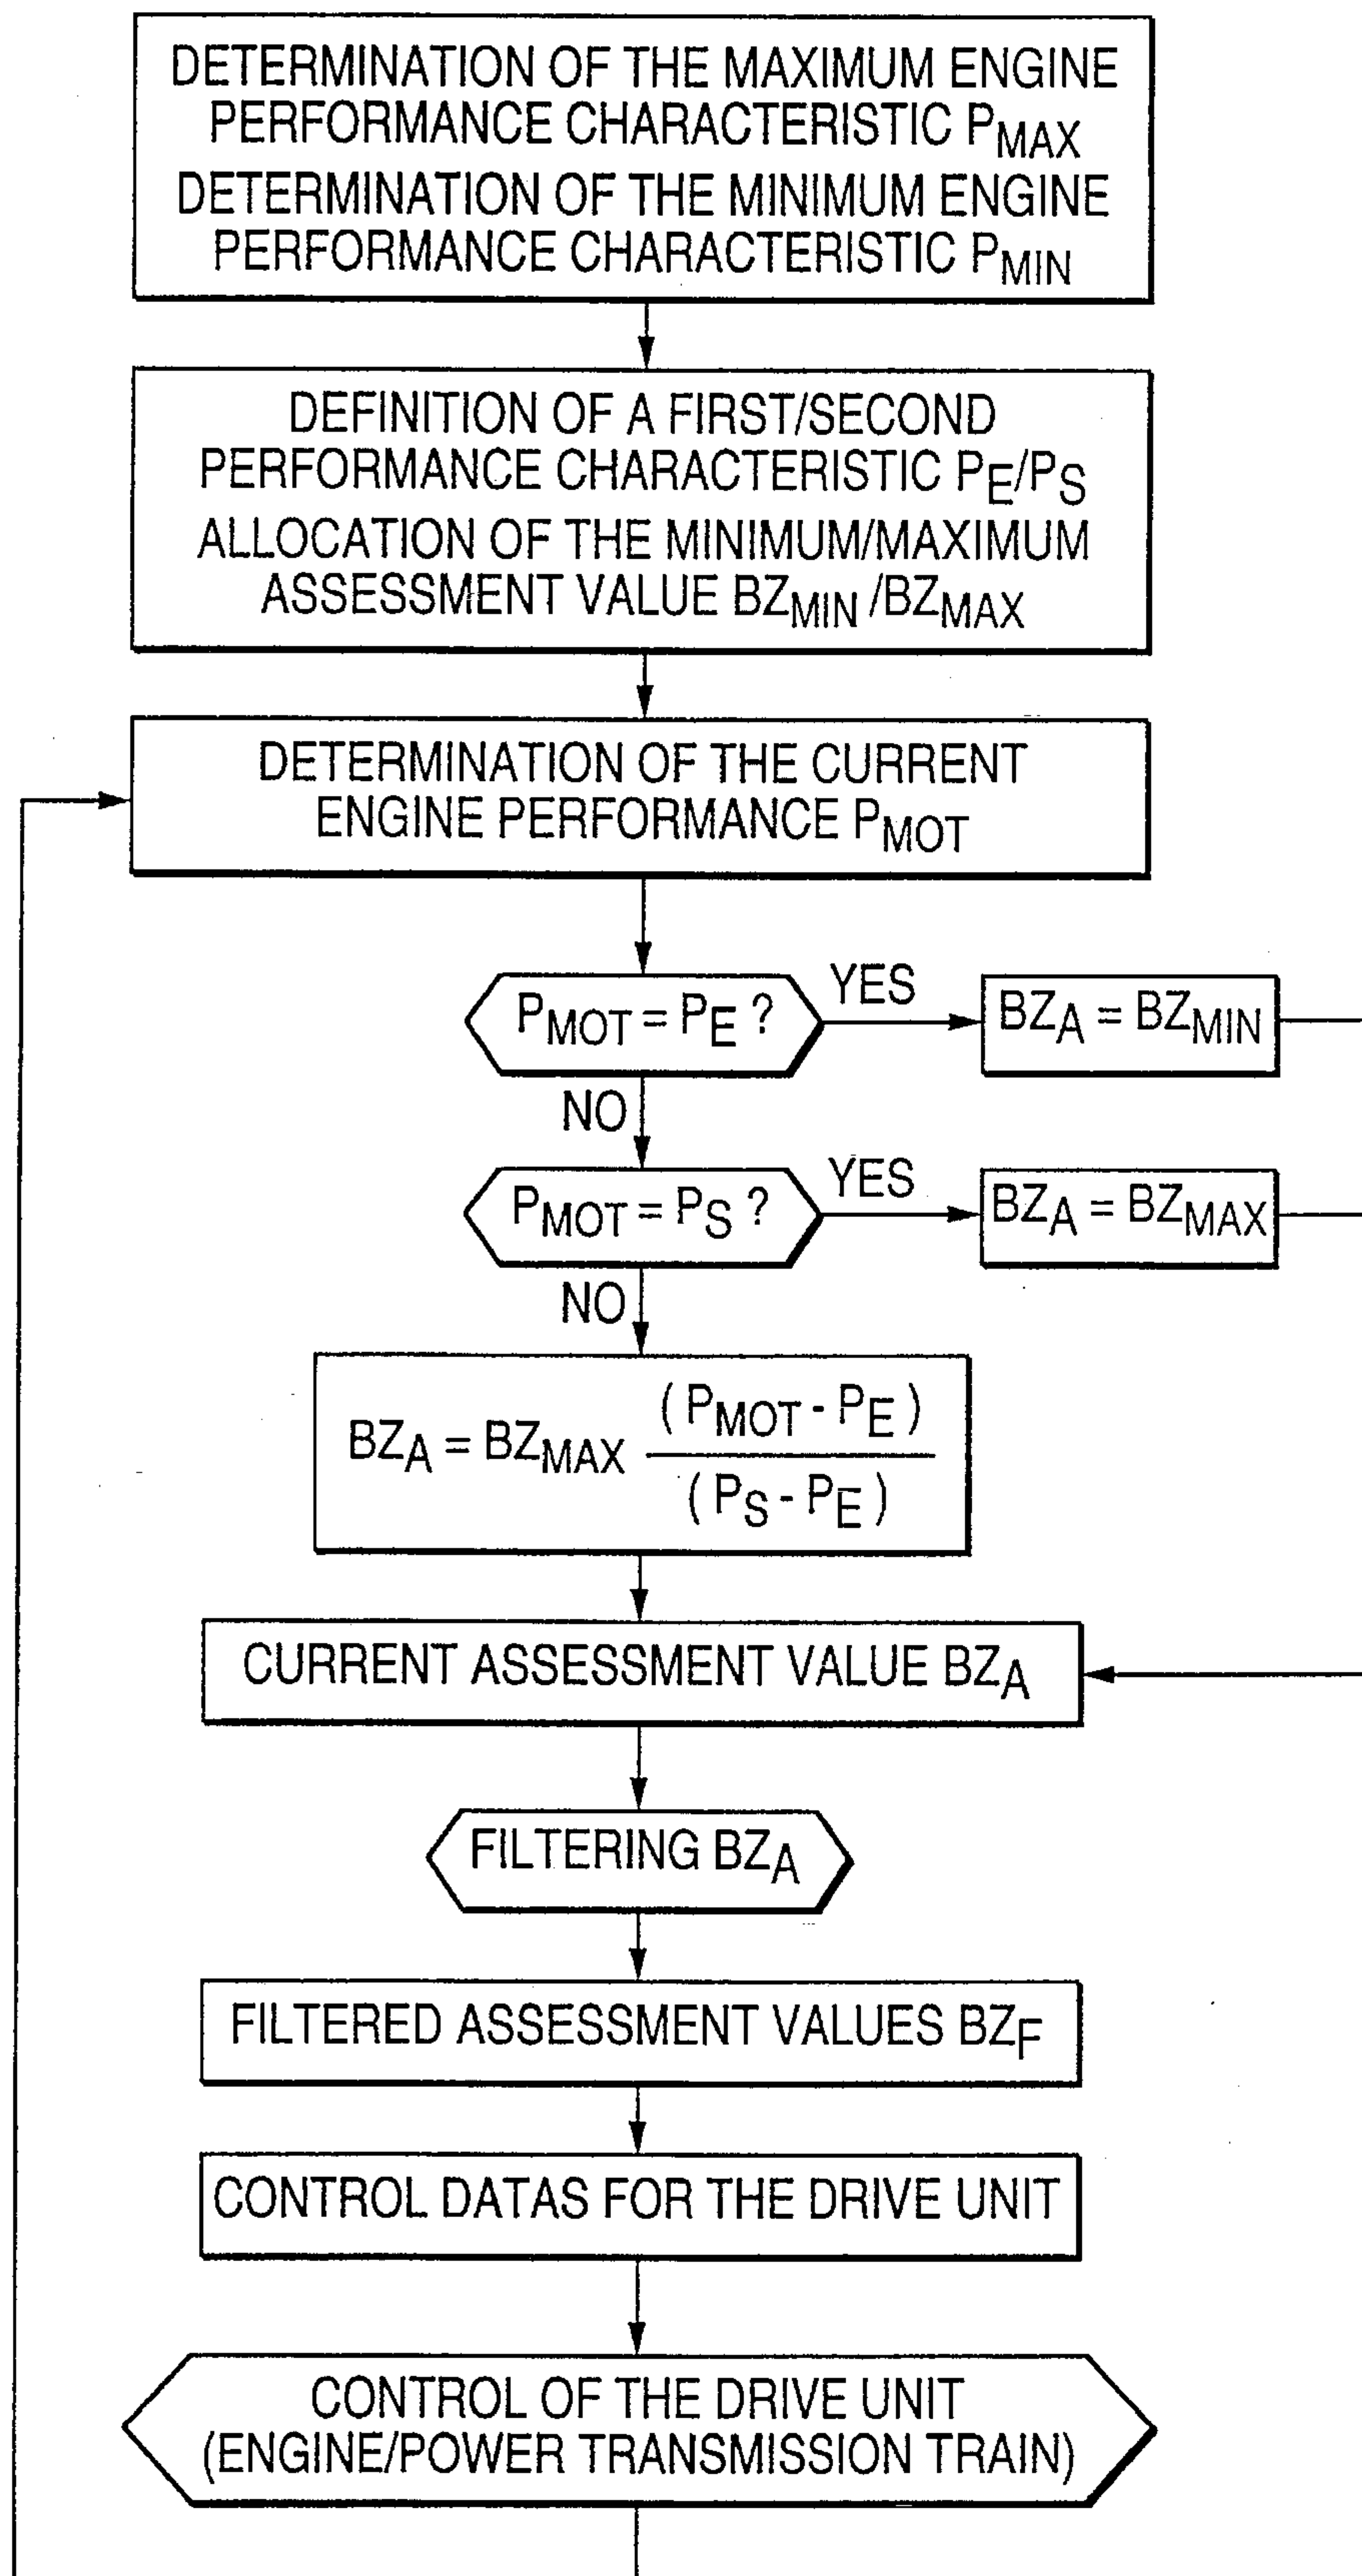 DETERMINATION OF THE MAXIMUM ENGINE
PERFORMANCE CHARACTERISTIC PMAX
DETERMINATION OF THE MINIMUM ENGINE
PERFORMANCE CHARACTERISTIC PMIN
DEFINITION OF A FIRST/SECOND
PERFORMANCE CHARACTERISTIC PE/PS
ALLOCATION OF THE MINIMUM/MAXIMUM
ASSESSMENT VALUE BZMIN /BZMAX
DETERMINATION OF THE CURRENT
ENGINE PERFORMANCE PMOT
PMOT = PE ?
YES
BZA = BZMIN
NO
PMOT = PS ?
YES
BZA = BZMAX
NO
BZA = BZMAX
( PMOT - PE )
( PS - PE )
CURRENT ASSESSMENT VALUE BZA
FILTERING BZA
FILTERED ASSESSMENT VALUES BZF
CONTROL DATAS FOR THE DRIVE UNIT
CONTROL OF THE DRIVE UNIT
(ENGINE/POWER TRANSMISSION TRAIN)